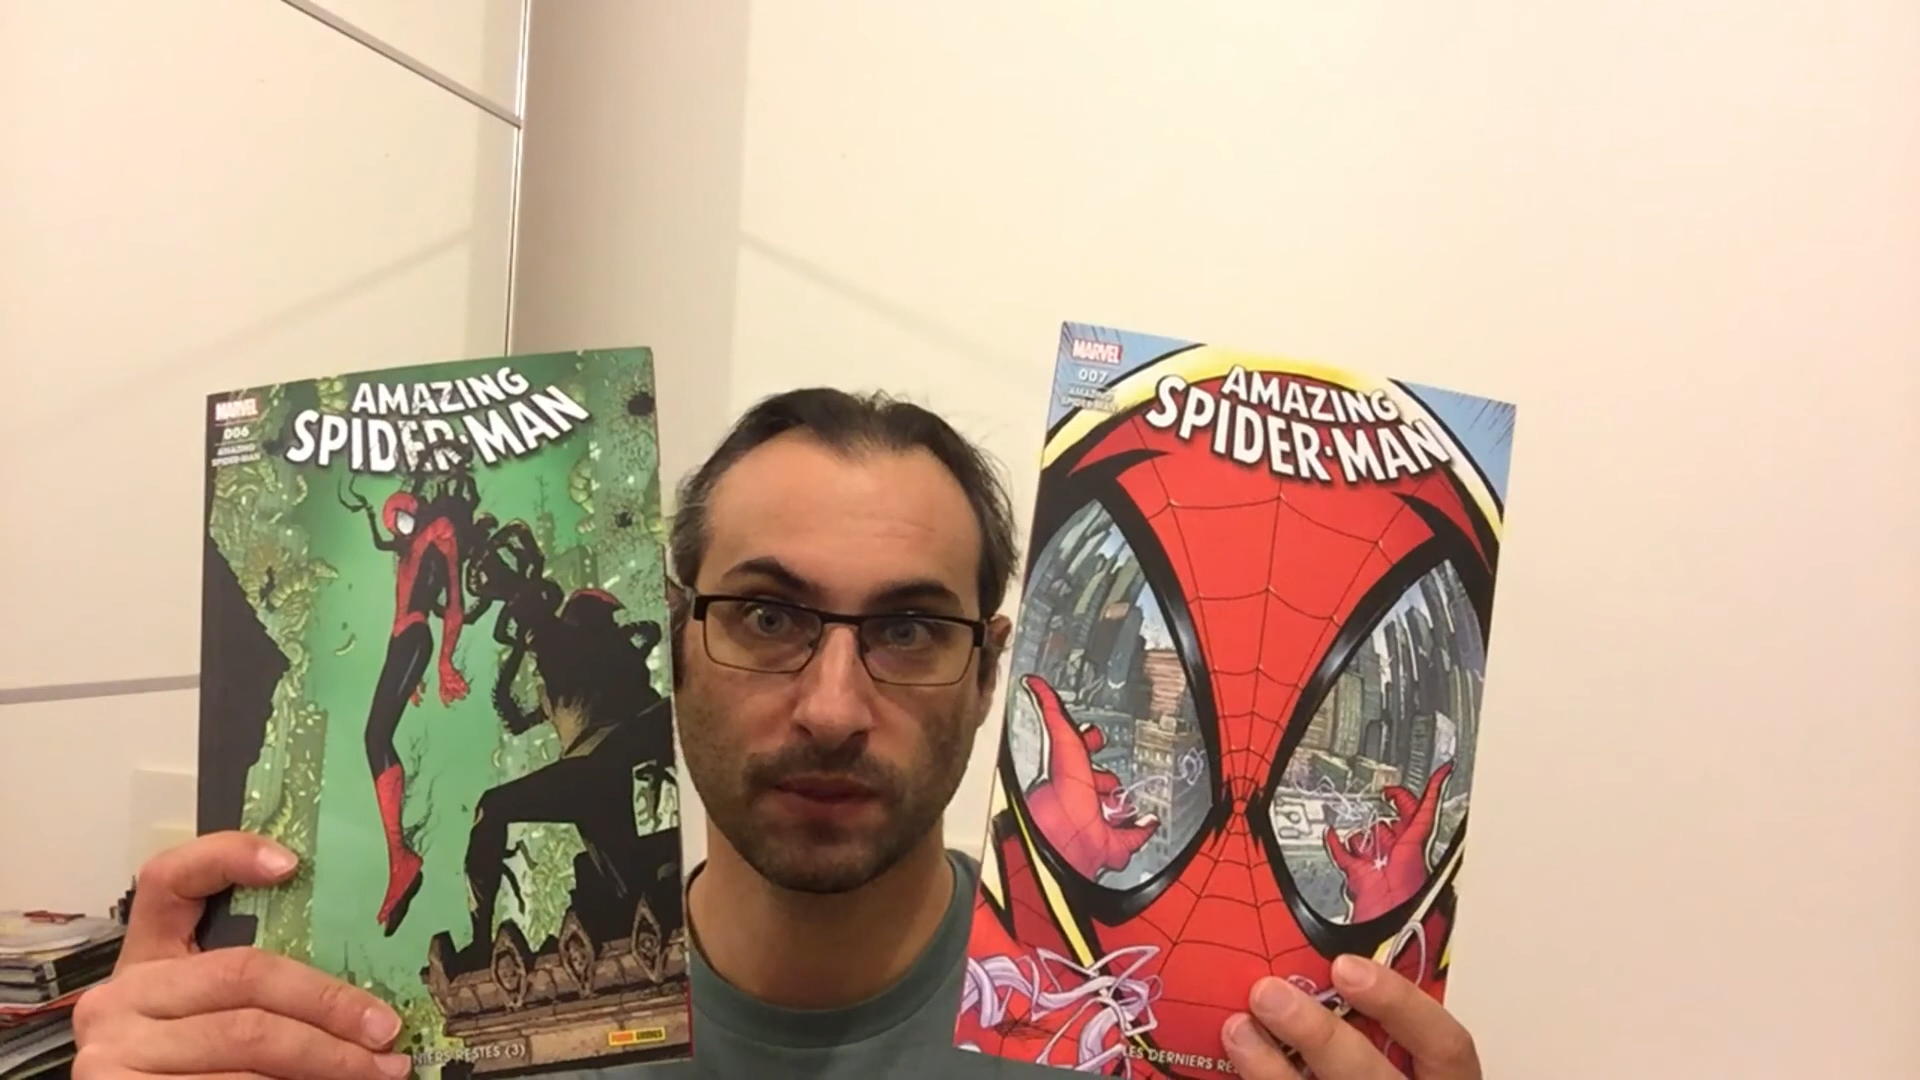 MARVEL
006
AMAZING
SPIDER-MAN
AMAZING
SPIDER-MAN
NIERS RESTES (3)
PANINI COMICS
MARVEL
007
AMAZING
SPIDER-MAN
AMAZING
SPIDER-MAN
LES DERNIERS RES